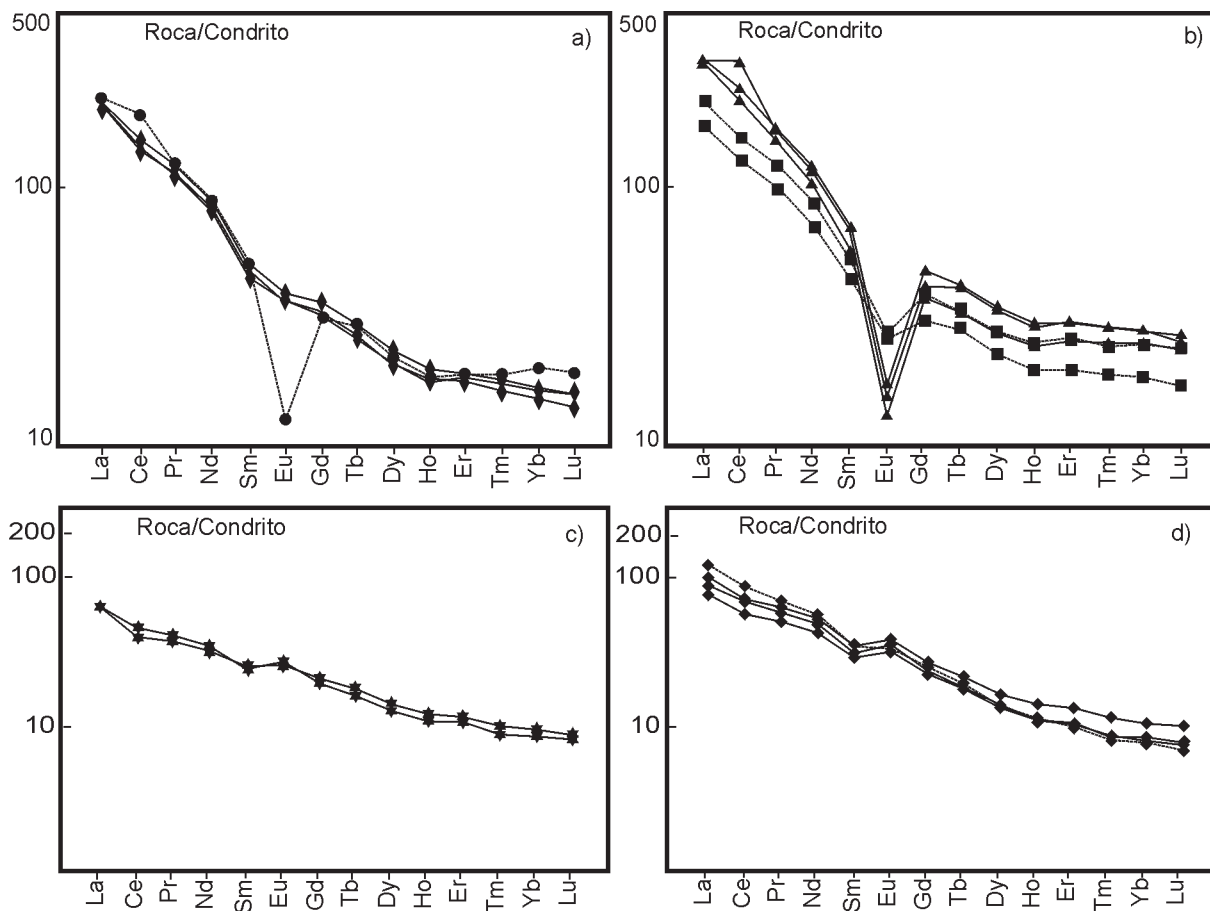 500
Roca/Condrito
a)
100
10
La Ce Pr Nd Sm Eu Gd Tb Dy Ho Er Tm Yb Lu
500
Roca/Condrito
b)
100
10
La Ce Pr Nd Sm Eu Gd Tb Dy Ho Er Tm Yb Lu
200
Roca/Condrito
c)
100
10
La Ce Pr Nd Sm Eu Gd Tb Dy Ho Er Tm Yb Lu
200
Roca/Condrito
d)
100
10
La Ce Pr Nd Sm Eu Gd Tb Dy Ho Er Tm Yb Lu